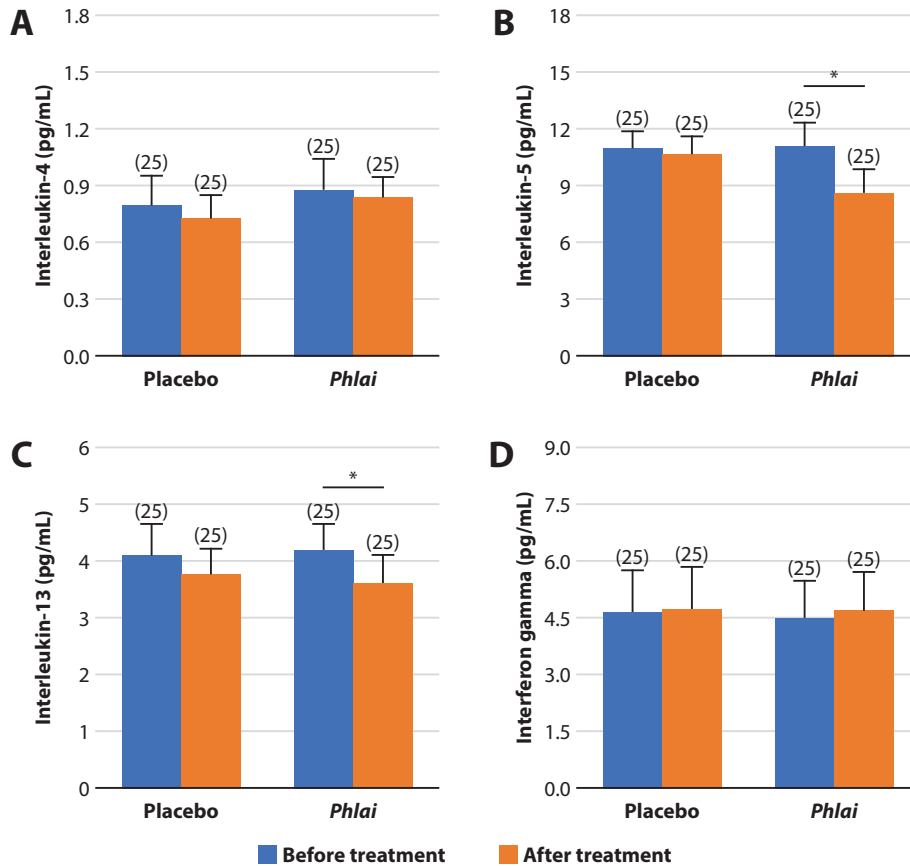 A
Interleukin-4 (pg/mL)
1.8
1.5
1.2
0.9
0.6
0.3
0.0
(25)
(25)
(25)
(25)
Placebo
Phlai
B
Interleukin-5 (pg/mL)
18
15
12
9
6
3
0
(25)
(25)
(25)
(25)
*
Placebo
Phlai
C
Interleukin-13 (pg/mL)
6
5
4
3
2
1
0
(25)
(25)
(25)
(25)
*
Placebo
Phlai
D
Interferon gamma (pg/mL)
9.0
7.5
6.0
4.5
3.0
1.5
0.0
(25)
(25)
(25)
(25)
Placebo
Phlai
Before treatment
After treatment